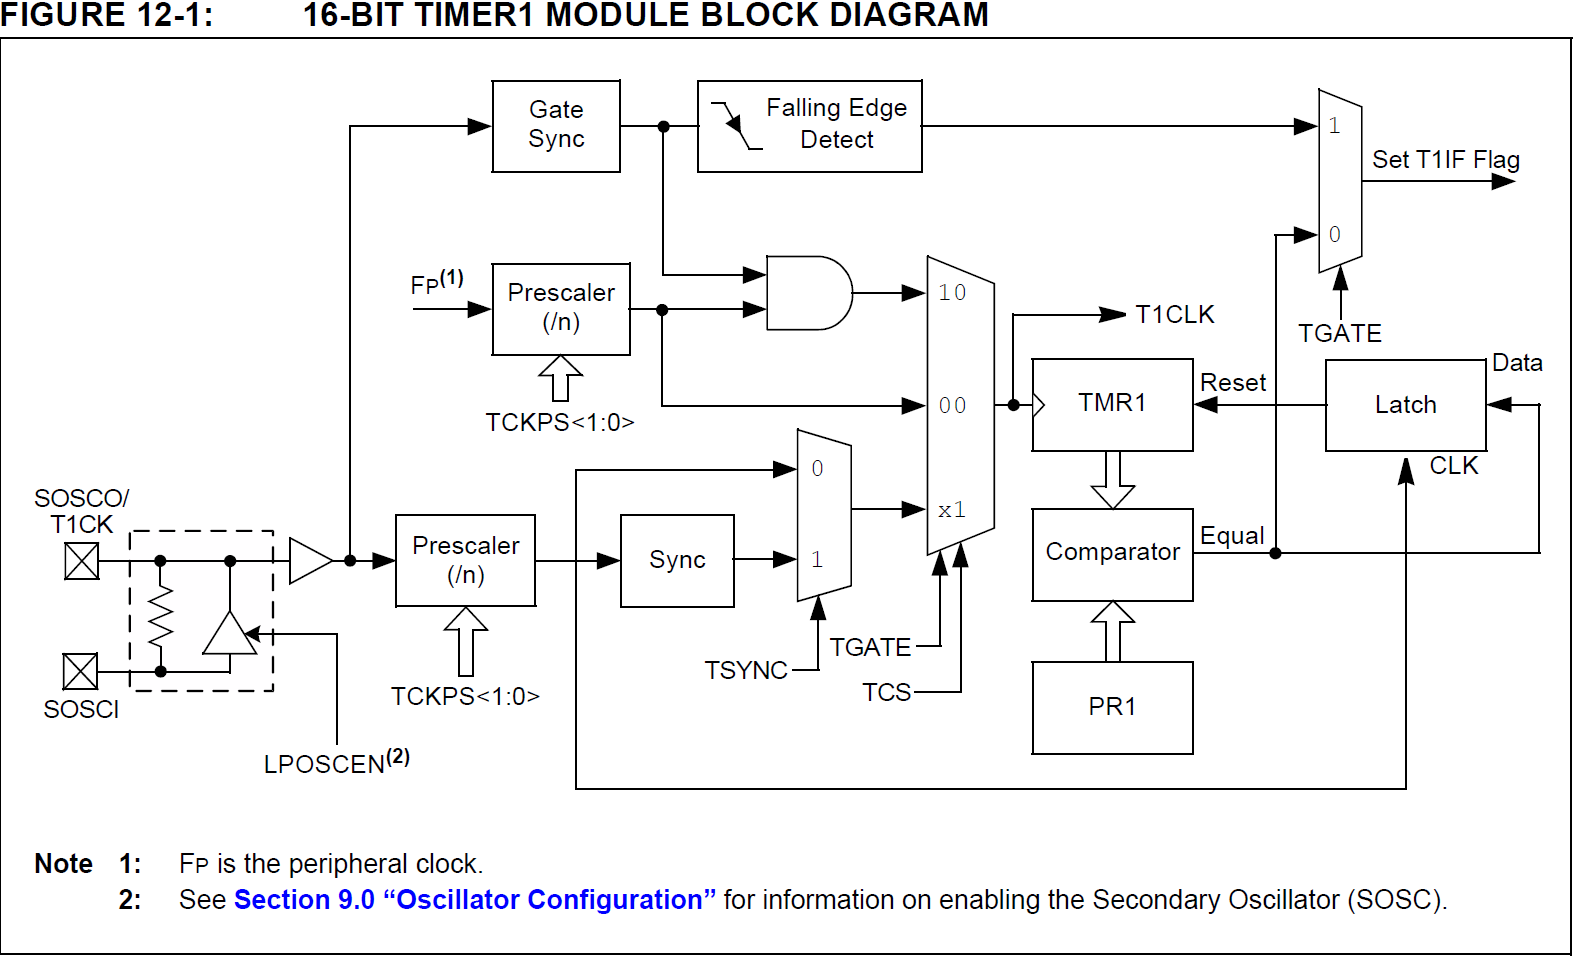 FIGURE 12-1: 16-BIT TIMER1 MODULE BLOCK DIAGRAM
Gate
Sync
Falling Edge
Detect
1
Set T1IF Flag
0
TGATE
FP(1)
Prescaler
(/n)
TCKPS<1:0>
10
00
x1
T1CLK
TMR1
Reset
Latch
Data
CLK
SOSCO/
T1CK
SOSCI
LPOSCEN(2)
Prescaler
(/n)
TCKPS<1:0>
Sync
0
1
TSYNC
TGATE
TCS
Comparator
Equal
PR1
Note 1: FP is the peripheral clock.
2: See Section 9.0 “Oscillator Configuration” for information on enabling the Secondary Oscillator (SOSC).